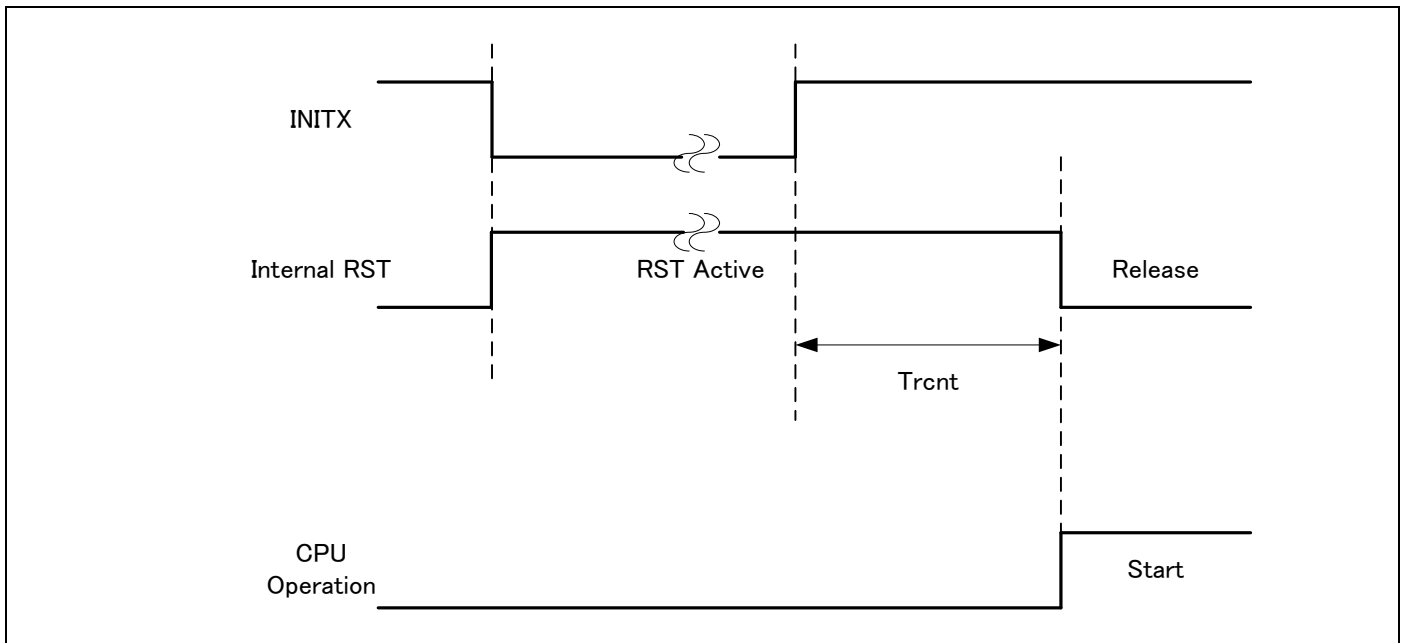 INITX
Internal RST
RST Active
Release
Trcnt
CPU
Operation
Start